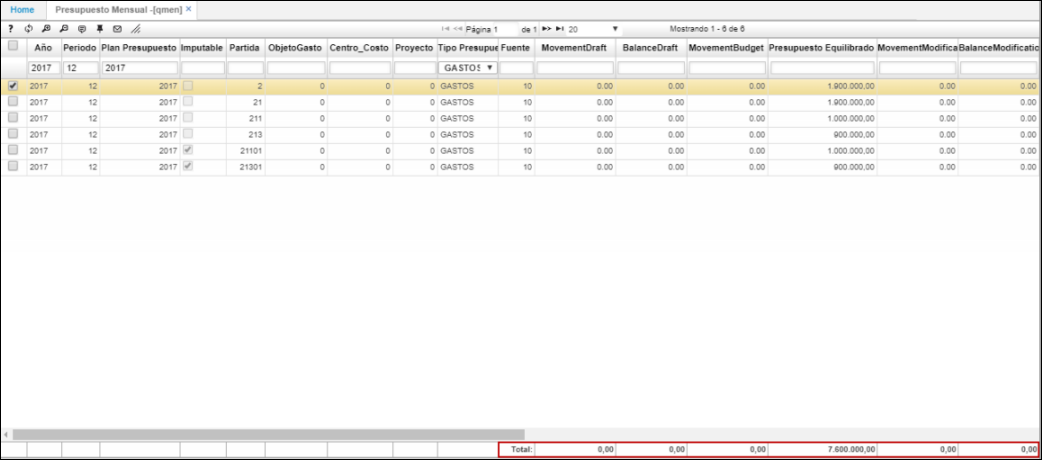 Home Presupuesto Mensual -[qmen] ×
? Página 1 de 1 20 Mostrando 1 - 6 de 6
Año Periodo Plan Presupuesto Imputable Partida ObjetoGasto Centro_Costo Proyecto Tipo Presupue Fuente MovementDraft BalanceDraft MovementBudget Presupuesto Equilibrado MovementModifica BalanceModificatio
2017 12 2017 GASTOS
2017 12 2017 2 0 0 0 GASTOS 10 0.00 0.00 0.00 1.900.000,00 0.00 0.00
2017 12 2017 21 0 0 0 GASTOS 10 0.00 0.00 0.00 1.900.000,00 0.00 0.00
2017 12 2017 211 0 0 0 GASTOS 10 0.00 0.00 0.00 1.000.000,00 0.00 0.00
2017 12 2017 213 0 0 0 GASTOS 10 0.00 0.00 0.00 900.000,00 0.00 0.00
2017 12 2017 21101 0 0 0 GASTOS 10 0.00 0.00 0.00 1.000.000,00 0.00 0.00
2017 12 2017 21301 0 0 0 GASTOS 10 0.00 0.00 0.00 900.000,00 0.00 0.00
Total: 0,00 0,00 0,00 7.600.000,00 0,00 0,00